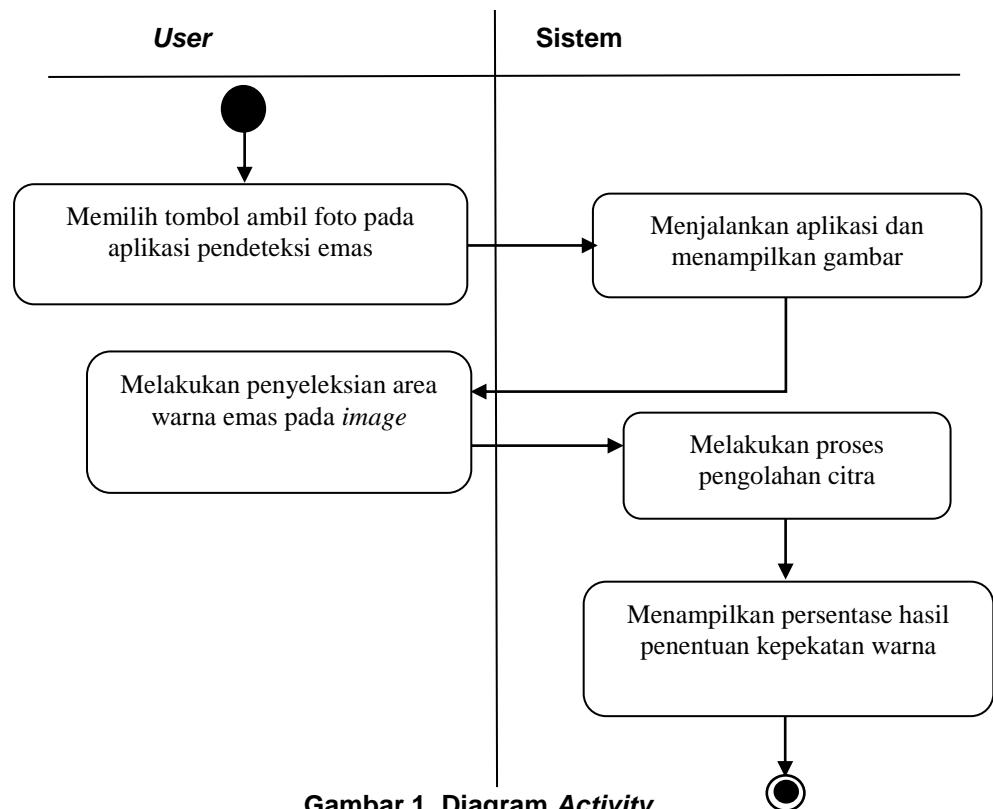 User
Sistem
Memilih tombol ambil foto pada
aplikasi pendeteksi emas
Menjalankan aplikasi dan
menampilkan gambar
Melakukan penyeleksian area
warna emas pada image
Melakukan proses
pengolahan citra
Menampilkan persentase hasil
penentuan kepekatan warna
Gambar 1. Diagram Activity